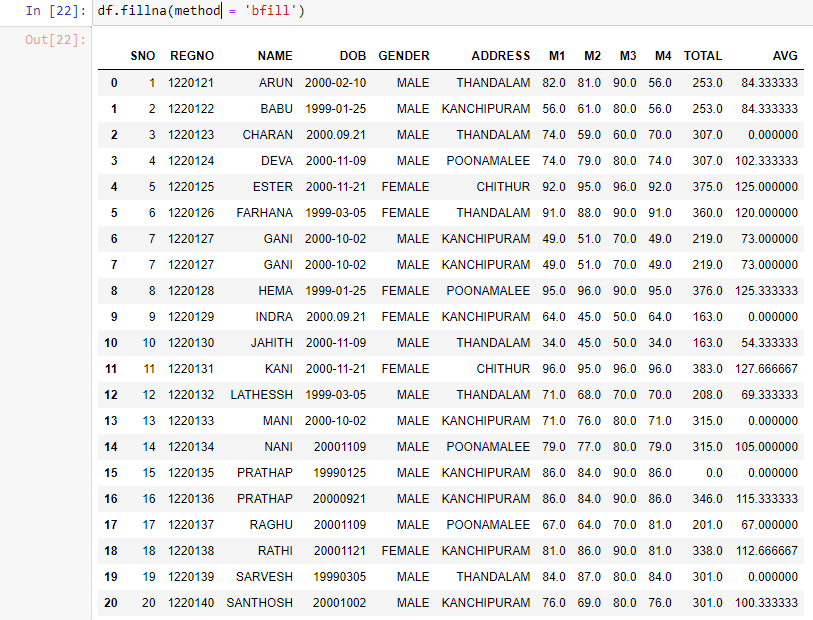 In [22]: df.fillna(method = 'bfill')
Out[22]:
SNO REGNO NAME DOB GENDER ADDRESS M1 M2 M3 M4 TOTAL AVG
0 1 1220121 ARUN 2000-02-10 MALE THANDALAM 82.0 81.0 90.0 56.0 253.0 84.333333
1 2 1220122 BABU 1999-01-25 MALE KANCHIPURAM 56.0 61.0 80.0 56.0 253.0 84.333333
2 3 1220123 CHARAN 2000.09.21 MALE THANDALAM 74.0 59.0 60.0 70.0 307.0 0.000000
3 4 1220124 DEVA 2000-11-09 MALE POONAMALEE 74.0 79.0 80.0 74.0 307.0 102.333333
4 5 1220125 ESTER 2000-11-21 FEMALE CHITHUR 92.0 95.0 96.0 92.0 375.0 125.000000
5 6 1220126 FARHANA 1999-03-05 FEMALE THANDALAM 91.0 88.0 90.0 91.0 360.0 120.000000
6 7 1220127 GANI 2000-10-02 MALE KANCHIPURAM 49.0 51.0 70.0 49.0 219.0 73.000000
7 7 1220127 GANI 2000-10-02 MALE KANCHIPURAM 49.0 51.0 70.0 49.0 219.0 73.000000
8 8 1220128 HEMA 1999-01-25 FEMALE POONAMALEE 95.0 96.0 90.0 95.0 376.0 125.333333
9 9 1220129 INDRA 2000.09.21 FEMALE KANCHIPURAM 64.0 45.0 50.0 64.0 163.0 0.000000
10 10 1220130 JAHITH 2000-11-09 MALE THANDALAM 34.0 45.0 50.0 34.0 163.0 54.333333
11 11 1220131 KANI 2000-11-21 FEMALE CHITHUR 96.0 95.0 96.0 96.0 383.0 127.666667
12 12 1220132 LATHESSH 1999-03-05 MALE THANDALAM 71.0 68.0 70.0 70.0 208.0 69.333333
13 13 1220133 MANI 2000-10-02 MALE KANCHIPURAM 71.0 76.0 80.0 71.0 315.0 0.000000
14 14 1220134 NANI 20001109 MALE POONAMALEE 79.0 77.0 80.0 79.0 315.0 105.000000
15 15 1220135 PRATHAP 19990125 MALE KANCHIPURAM 86.0 84.0 90.0 86.0 0.0 0.000000
16 16 1220136 PRATHAP 20000921 MALE KANCHIPURAM 86.0 84.0 90.0 86.0 346.0 115.333333
17 17 1220137 RAGHU 20001109 MALE POONAMALEE 67.0 64.0 70.0 81.0 201.0 67.000000
18 18 1220138 RATHI 20001121 FEMALE KANCHIPURAM 81.0 86.0 90.0 81.0 338.0 112.666667
19 19 1220139 SARVESH 19990305 MALE THANDALAM 84.0 87.0 80.0 84.0 301.0 0.000000
20 20 1220140 SANTHOSH 20001002 MALE KANCHIPURAM 76.0 69.0 80.0 76.0 301.0 100.333333